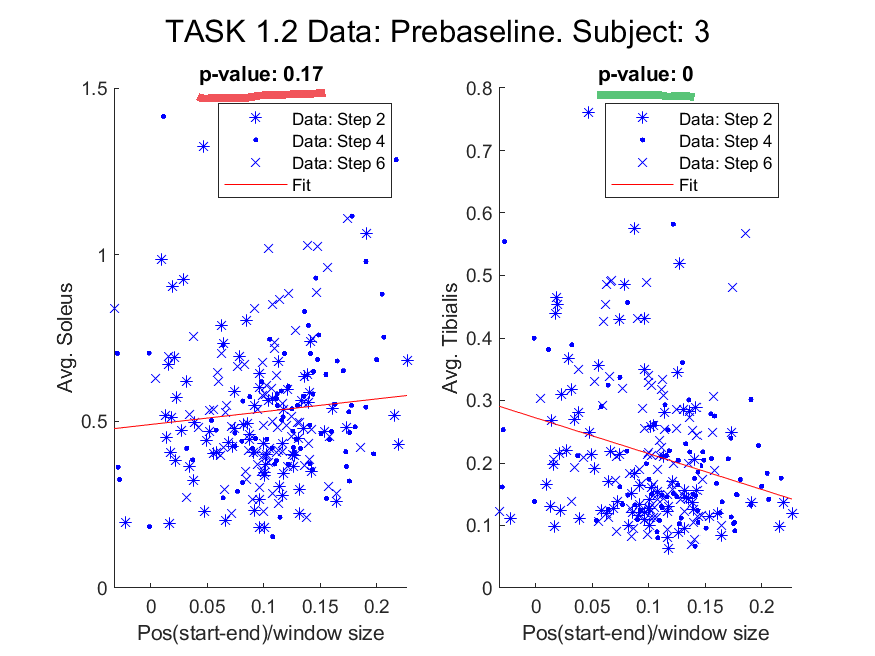 TASK 1.2 Data: Prebaseline. Subject: 3
p-value: 0.17
Data: Step 2
Data: Step 4
Data: Step 6
Fit
Avg. Soleus
1.5
1
0.5
0
0
0.05
0.1
0.15
0.2
Pos(start-end)/window size
p-value: 0
Data: Step 2
Data: Step 4
Data: Step 6
Fit
Avg. Tibialis
0.8
0.7
0.6
0.5
0.4
0.3
0.2
0.1
0
0
0.05
0.1
0.15
0.2
Pos(start-end)/window size